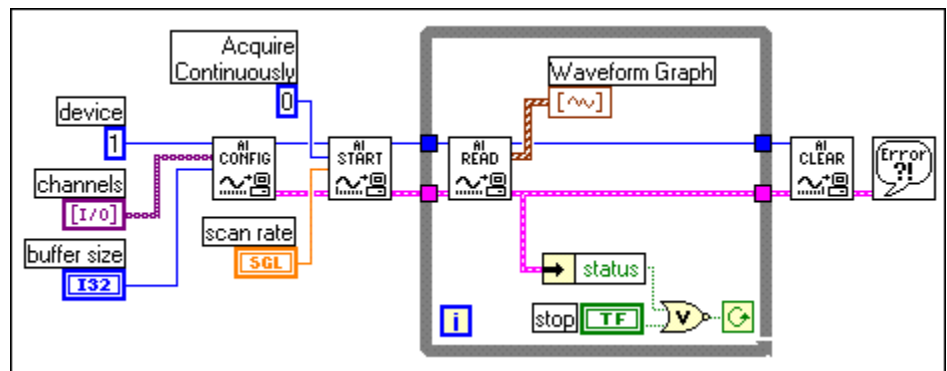 Acquire
Continuously
0
Waveform Graph
[~]
device
1
AI
CONFIG
AI
START
AI
READ
AI
CLEAR
Error
?!
channels
[I/O]
scan rate
SGL
buffer size
I32
status
i
stop
TF
V